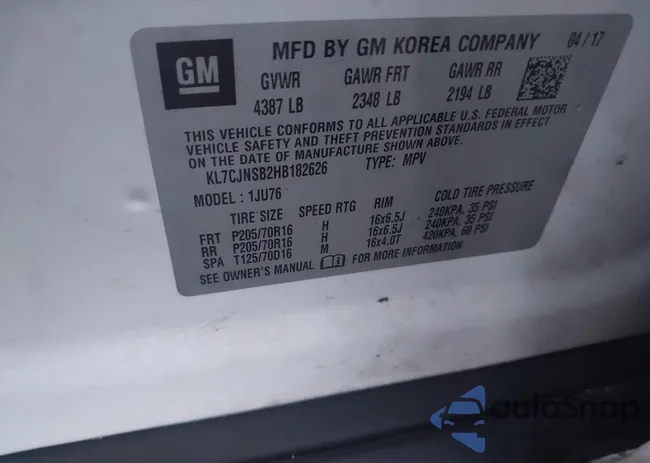 GM
MFD BY GM KOREA COMPANY 04/17
GVWR GAWR FRT GAWR RR
4387 LB 2348 LB 2194 LB
THIS VEHICLE CONFORMS TO ALL APPLICABLE U.S. FEDERAL MOTOR
VEHICLE SAFETY AND THEFT PREVENTION STANDARDS IN EFFECT
ON THE DATE OF MANUFACTURE SHOWN ABOVE.
KL7CJNSB2HB182626 TYPE: MPV
MODEL : 1JU76
TIRE SIZE SPEED RTG RIM COLD TIRE PRESSURE
FRT P205/70R16 H 16x6.5J 240KPA, 35 PSI
RR P205/70R16 H 16x6.5J 240KPA, 35 PSI
SPA T125/70D16 M 16x4.0T 420KPA, 60 PSI
SEE OWNER'S MANUAL FOR MORE INFORMATION.
autoSnap